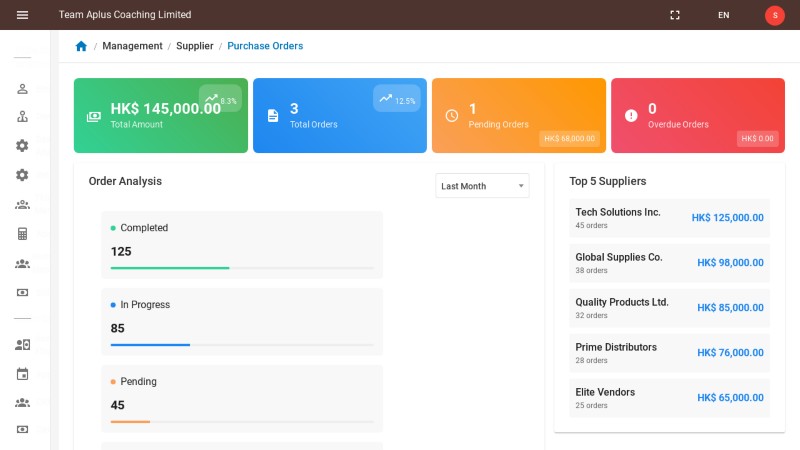 Team Aplus Coaching Limited
EN
S
/ Management / Supplier / Purchase Orders
HK$ 145,000.00
8.3%
Total Amount
3
12.5%
Total Orders
1
Pending Orders
HK$ 68,000.00
0
Overdue Orders
HK$ 0.00
Order Analysis
Last Month
Completed
125
In Progress
85
Pending
45
Top 5 Suppliers
Tech Solutions Inc.
HK$ 125,000.00
45 orders
Global Supplies Co.
HK$ 98,000.00
38 orders
Quality Products Ltd.
HK$ 85,000.00
32 orders
Prime Distributors
HK$ 76,000.00
28 orders
Elite Vendors
HK$ 65,000.00
25 orders